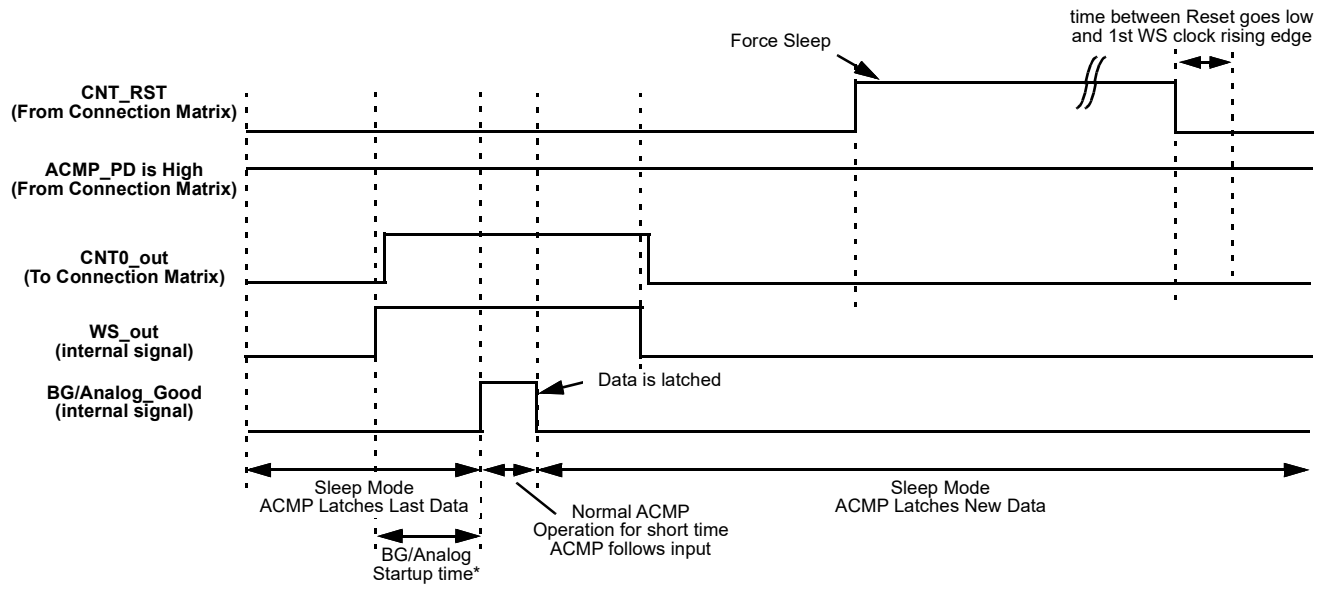 time between Reset goes low
and 1st WS clock rising edge
Force Sleep
CNT_RST
(From Connection Matrix)
ACMP_PD is High
(From Connection Matrix)
CNT0_out
(To Connection Matrix)
WS_out
(internal signal)
BG/Analog_Good
(internal signal)
Data is latched
Sleep Mode
ACMP Latches Last Data
Normal ACMP
Operation for short time
ACMP follows input
Sleep Mode
ACMP Latches New Data
BG/Analog
Startup time*